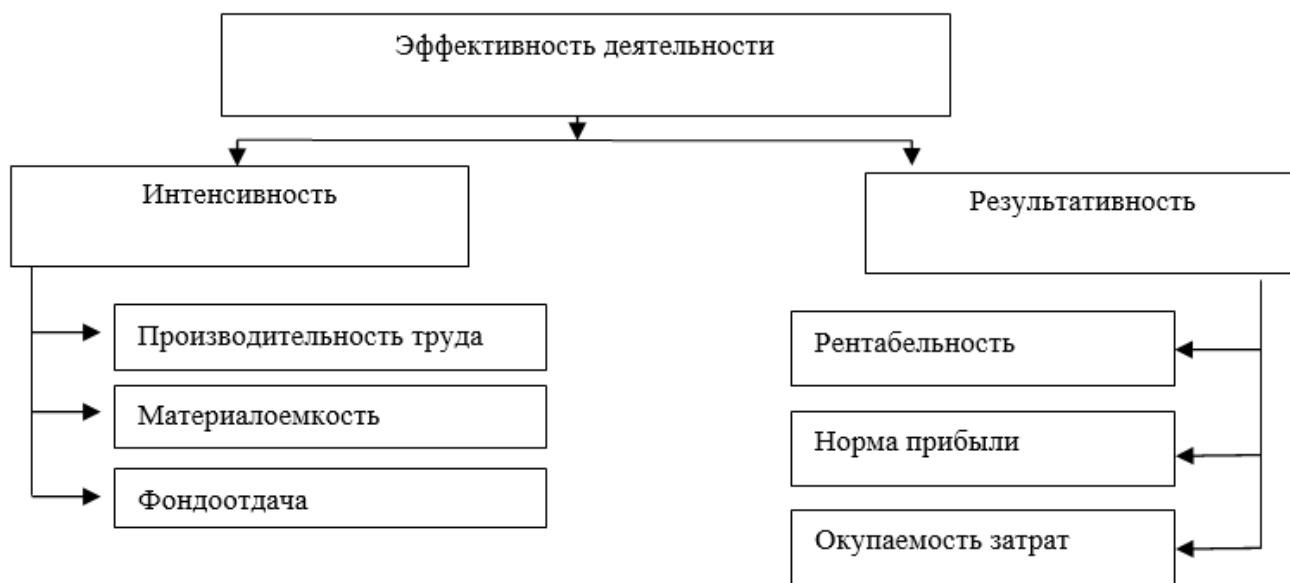 Эффективность деятельности
Интенсивность
Результативность
Производительность труда
Материалоемкость
Фондоотдача
Рентабельность
Норма прибыли
Окупаемость затрат